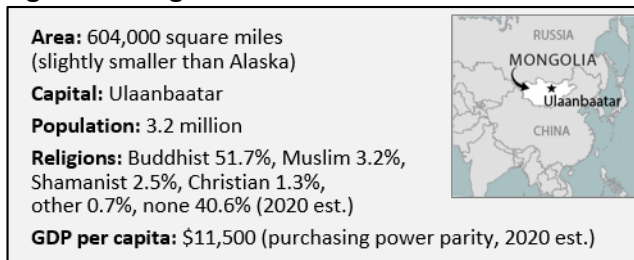 Area: 604,000 square miles
(slightly smaller than Alaska)
Capital: Ulaanbaatar
Population: 3.2 million
Religions: Buddhist 51.7%, Muslim 3.2%,
Shamanist 2.5%, Christian 1.3%,
other 0.7%, none 40.6% (2020 est.)
GDP per capita: $11,500 (purchasing power parity, 2020 est.)
RUSSIA
MONGOLIA
Ulaanbaatar
CHINA